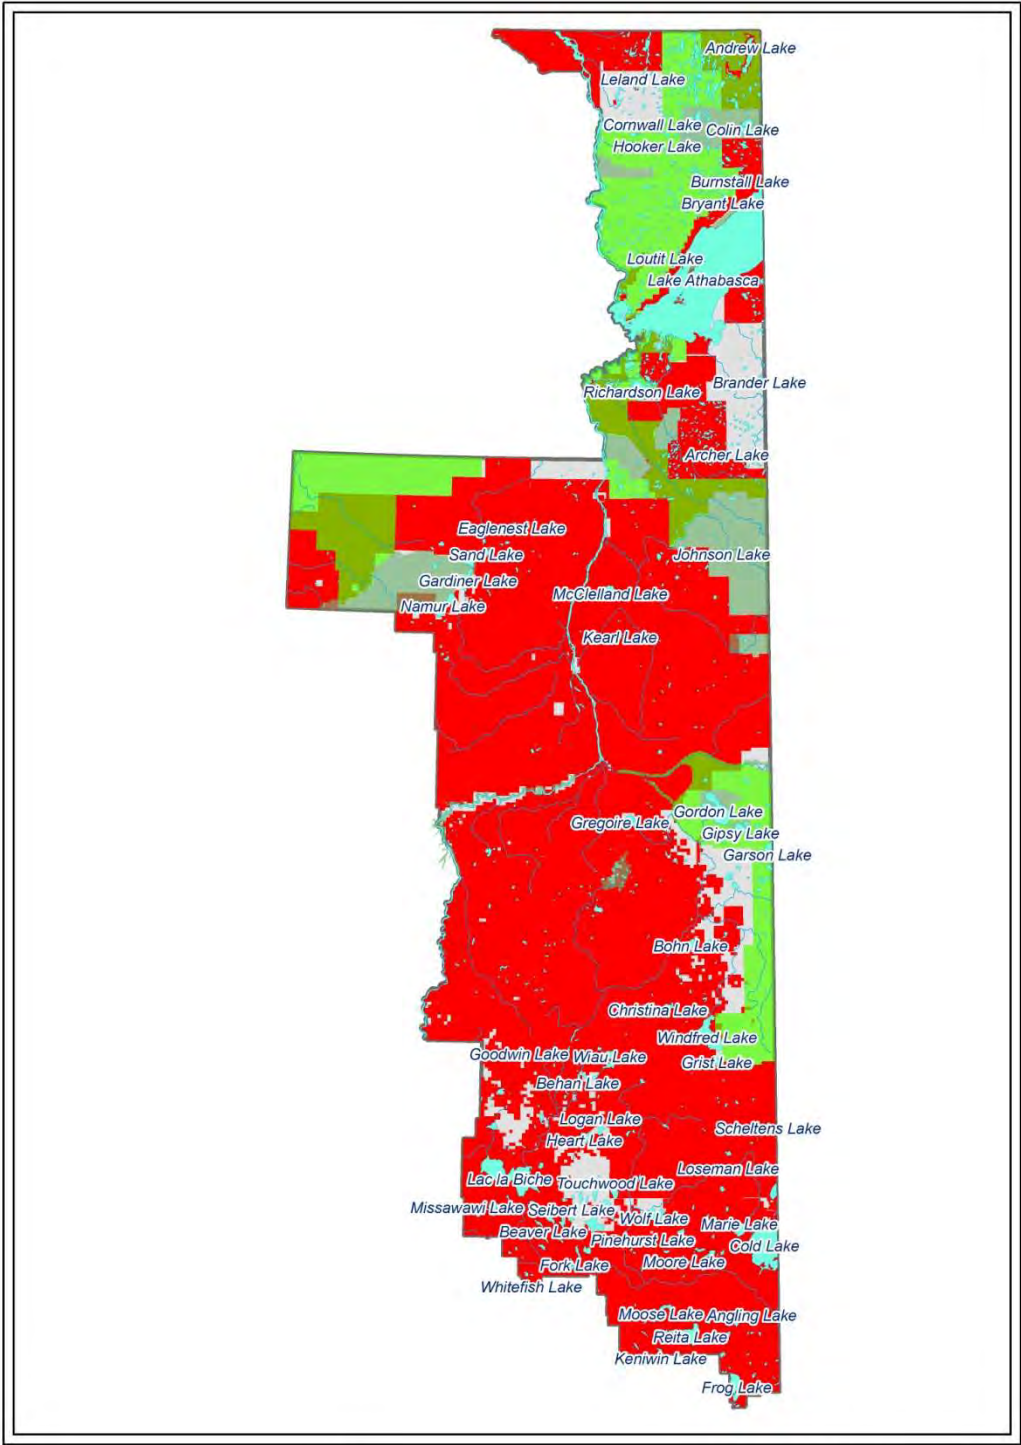 Andrew Lake
Leland Lake
Cornwall Lake
Colin Lake
Hooker Lake
Burnstall Lake
Bryant Lake
Loutit Lake
Lake Athabasca
Brander Lake
Richardson Lake
Archer Lake
Eaglenest Lake
Sand Lake
Johnson Lake
Gardiner Lake
McClelland Lake
Namur Lake
Kearl Lake
Gordon Lake
Gregoire Lake
Gipsy Lake
Garson Lake
Bohn Lake
Christina Lake
Windfred Lake
Goodwin Lake
Wiau Lake
Grist Lake
Behan Lake
Logan Lake
Scheltens Lake
Heart Lake
Loseman Lake
Lac la Biche
Touchwood Lake
Missawawi Lake
Seibert Lake
Wolf Lake
Marie Lake
Beaver Lake
Pinehurst Lake
Cold Lake
Fork Lake
Moore Lake
Whitefish Lake
Moose Lake
Angling Lake
Reita Lake
Keniwin Lake
Frog Lake